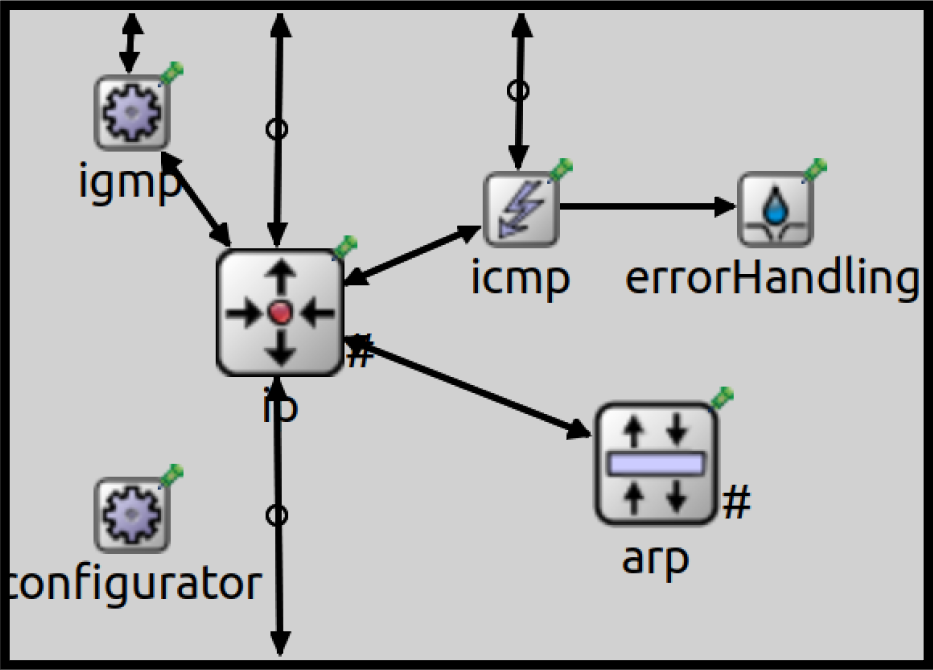 igmp
icmp
errorHandling
#
ip
#
arp
configurator